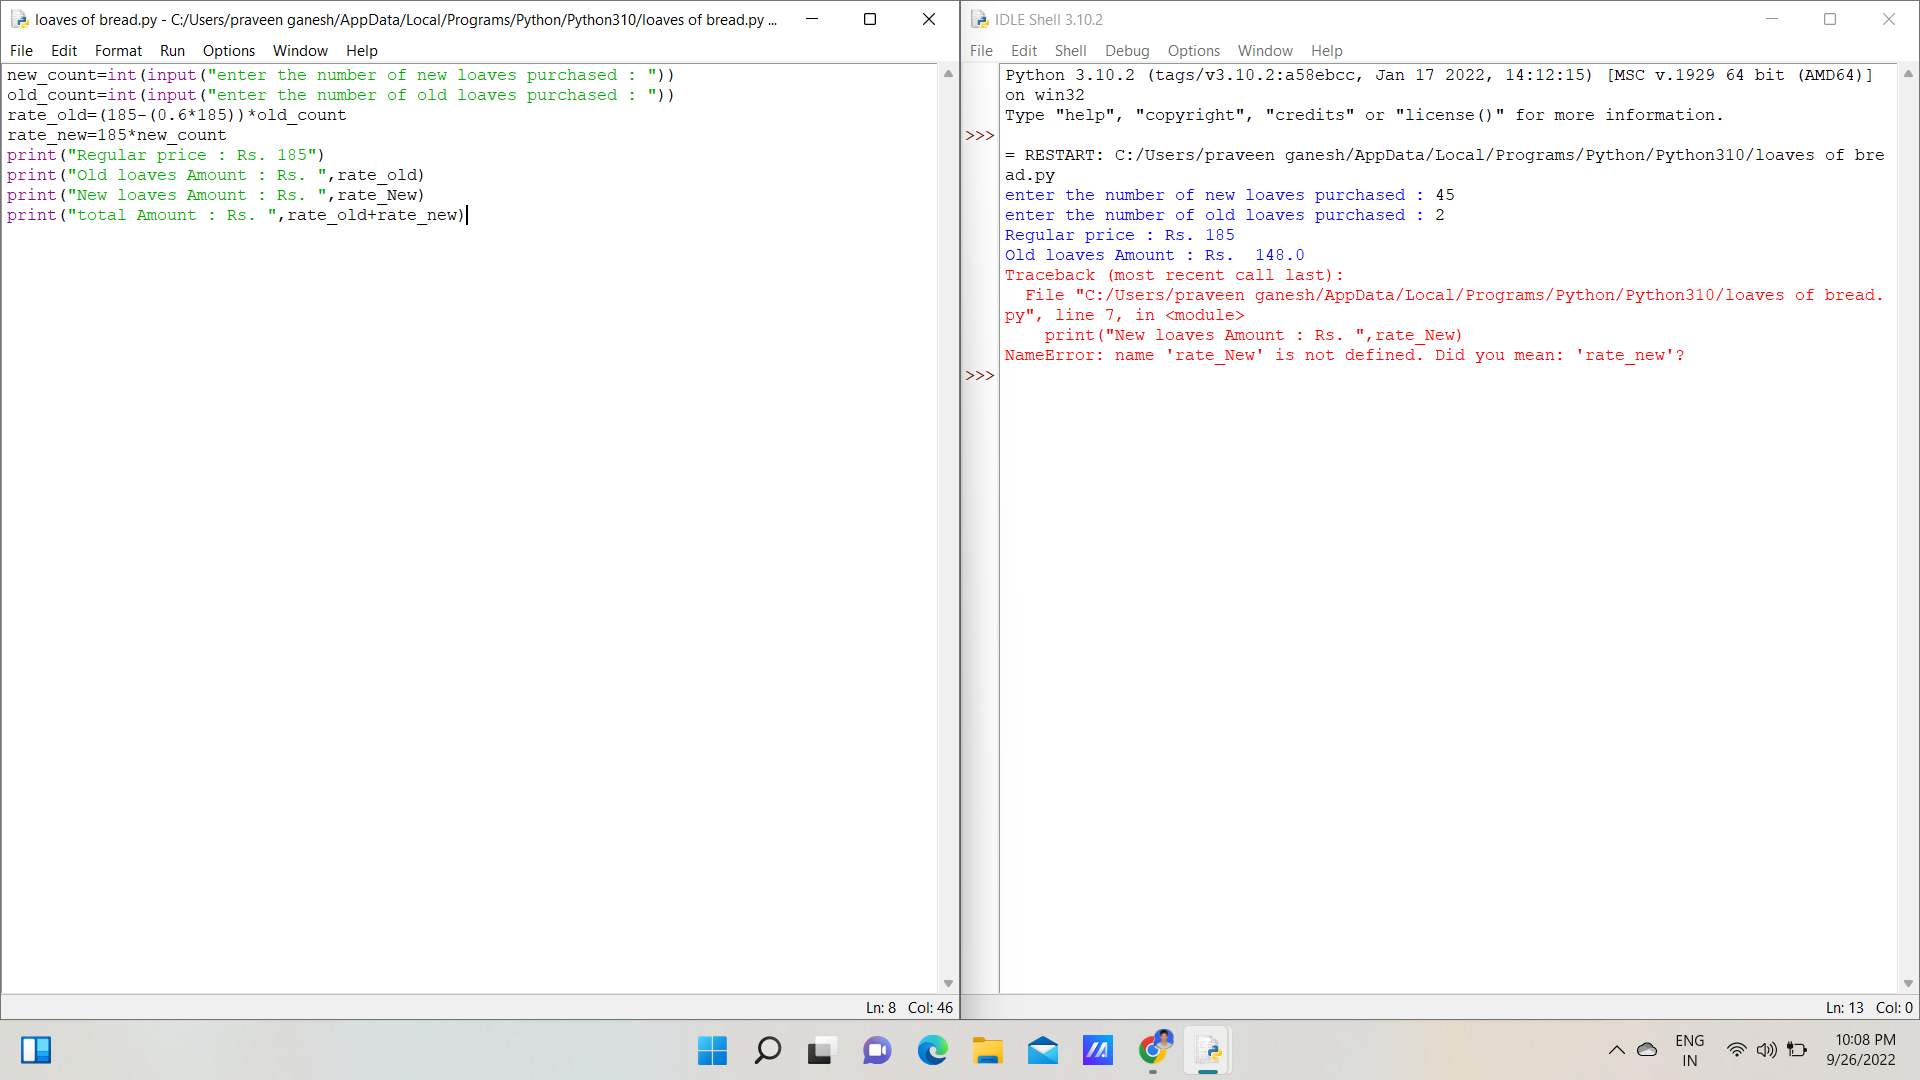 loaves of bread.py - C:/Users/praveen ganesh/AppData/Local/Programs/Python/Python310/loaves of bread.py ...
File Edit Format Run Options Window Help
new_count=int(input("enter the number of new loaves purchased : "))
old_count=int(input("enter the number of old loaves purchased : "))
rate_old=(185-(0.6*185))*old_count
rate_new=185*new_count
print("Regular price : Rs. 185")
print("Old loaves Amount : Rs. ",rate_old)
print("New loaves Amount : Rs. ",rate_New)
print("total Amount : Rs. ",rate_old+rate_new)
Ln: 8 Col: 46
IDLE Shell 3.10.2
File Edit Shell Debug Options Window Help
Python 3.10.2 (tags/v3.10.2:a58ebcc, Jan 17 2022, 14:12:15) [MSC v.1929 64 bit (AMD64)]
on win32
Type "help", "copyright", "credits" or "license()" for more information.
>>>
= RESTART: C:/Users/praveen ganesh/AppData/Local/Programs/Python/Python310/loaves of bre
ad.py
enter the number of new loaves purchased : 45
enter the number of old loaves purchased : 2
Regular price : Rs. 185
Old loaves Amount : Rs.  148.0
Traceback (most recent call last):
  File "C:/Users/praveen ganesh/AppData/Local/Programs/Python/Python310/loaves of bread.
py", line 7, in <module>
    print("New loaves Amount : Rs. ",rate_New)
NameError: name 'rate_New' is not defined. Did you mean: 'rate_new'?
>>>
Ln: 13 Col: 0
ENG
IN
10:08 PM
9/26/2022